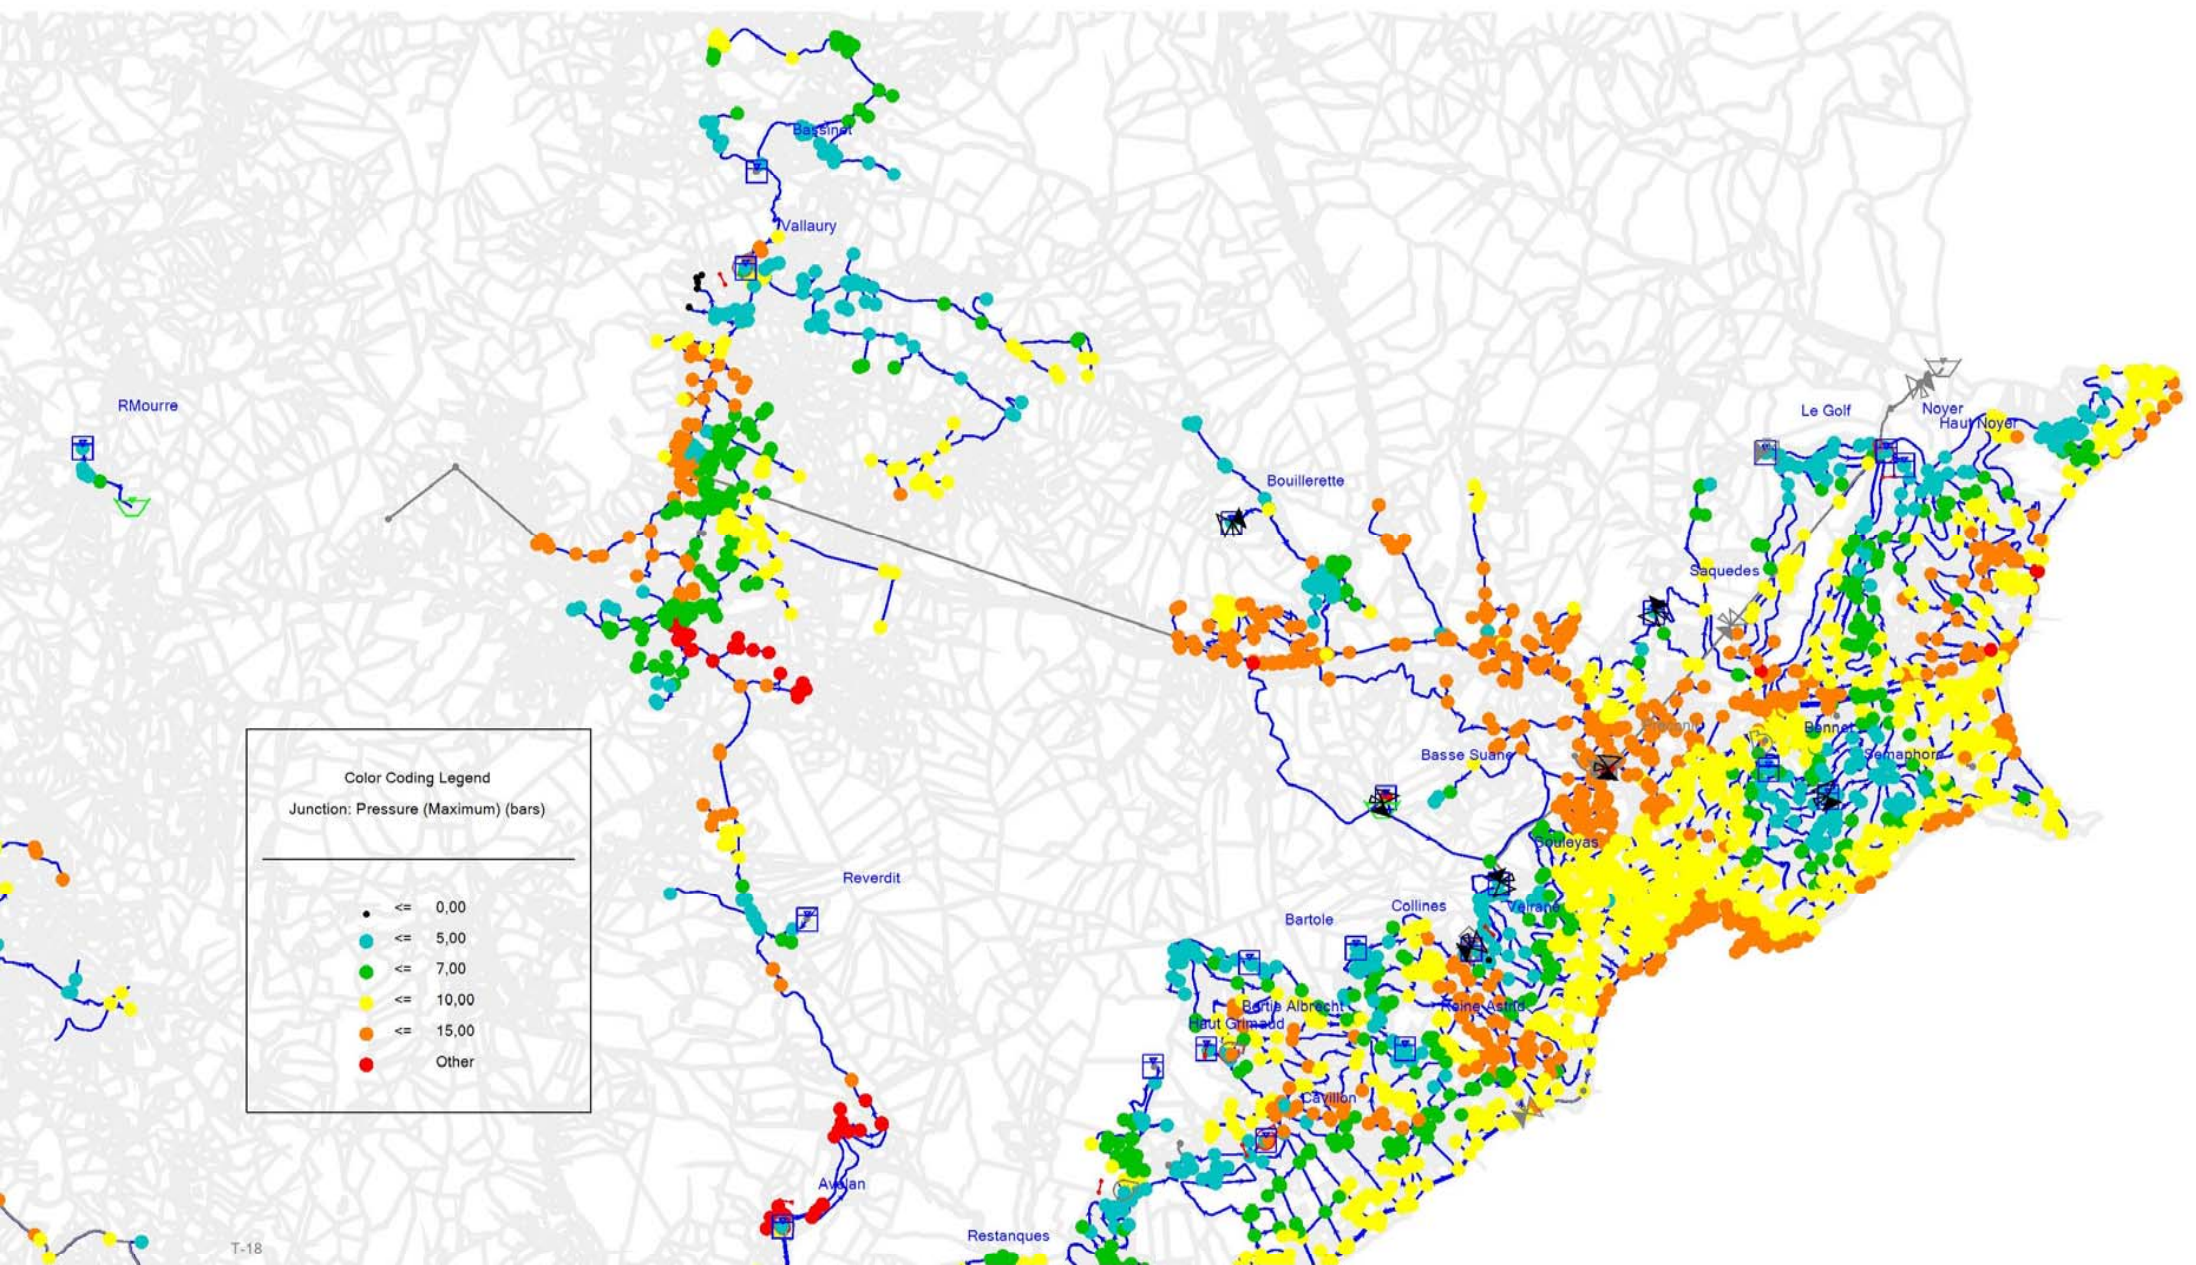 Bassinet
Vallaury
RMourre
Le Golf
Noyer
Haut Noyer
Bouillerette
Saquedes
Bennet
Basse Suane
Semaphore
Color Coding Legend
Junction: Pressure (Maximum) (bars)
Souleyas
Reverdit
Collines
Velrane
Bartole
<= 0,00
<= 5,00
<= 7,00
<= 10,00
<= 15,00
Other
Bertie Albrecht
Reine Astrid
Haut Grimaud
Cavillon
Avelan
Restanques
T-18